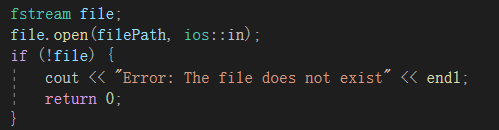 fstream file;
file.open(filePath, ios::in);
if (!file) {
    cout << "Error: The file does not exist" << endl;
    return 0;
}